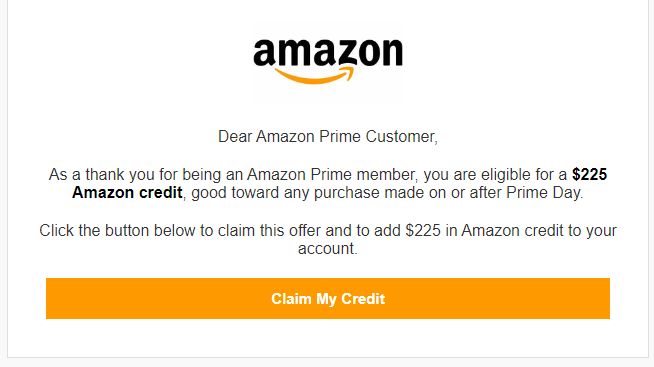 amazon
Dear Amazon Prime Customer,
As a thank you for being an Amazon Prime member, you are eligible for a $225
Amazon credit, good toward any purchase made on or after Prime Day.
Click the button below to claim this offer and to add $225 in Amazon credit to your
account.
Claim My Credit